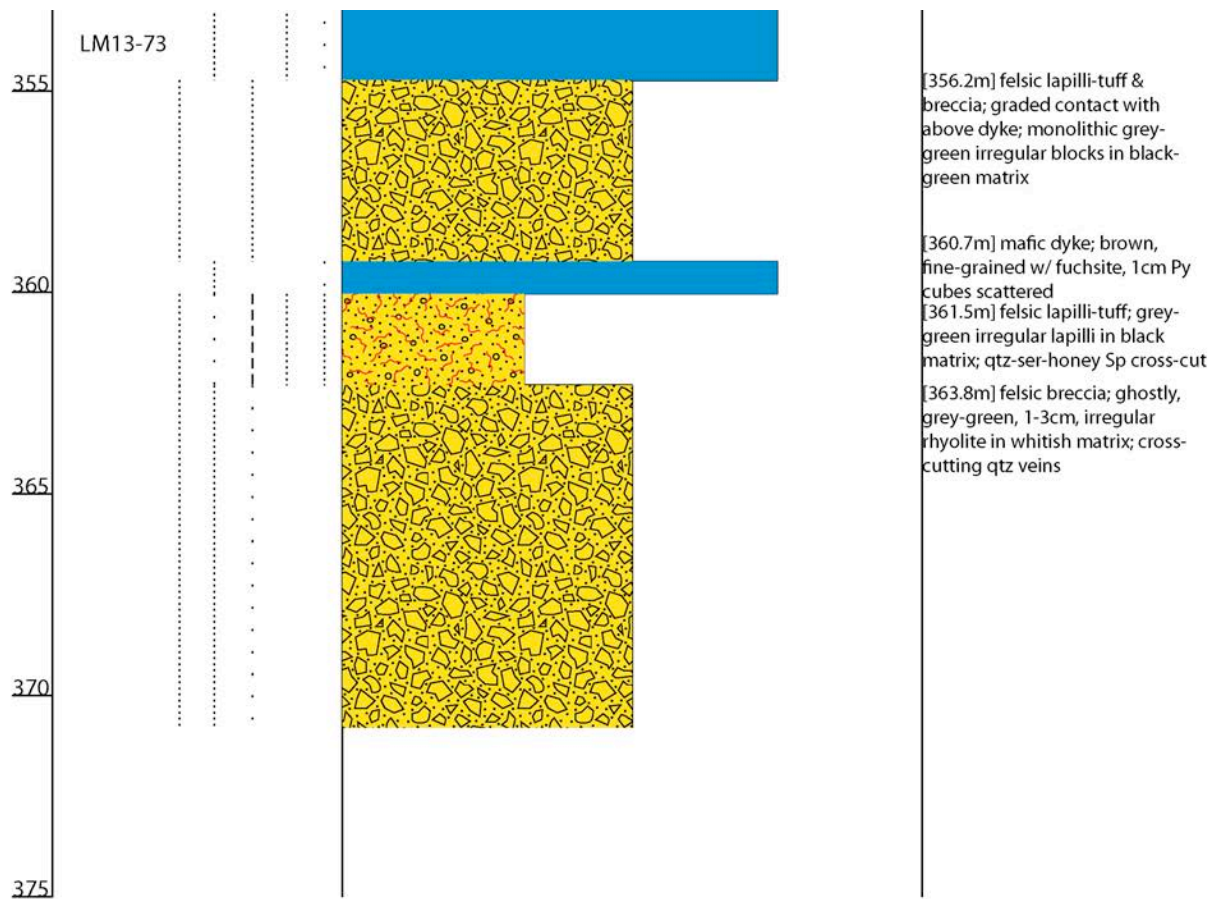 LM13-73
355
360
365
370
375
[356.2m] felsic lapilli-tuff &
breccia; graded contact with
above dyke; monolithic grey-
green irregular blocks in black-
green matrix
[360.7m] mafic dyke; brown,
fine-grained w/ fuchsite, 1cm Py
cubes scattered
[361.5m] felsic lapilli-tuff; grey-
green irregular lapilli in black
matrix; qtz-ser-honey Sp cross-cut
[363.8m] felsic breccia; ghostly,
grey-green, 1-3cm, irregular
rhyolite in whitish matrix; cross-
cutting qtz veins